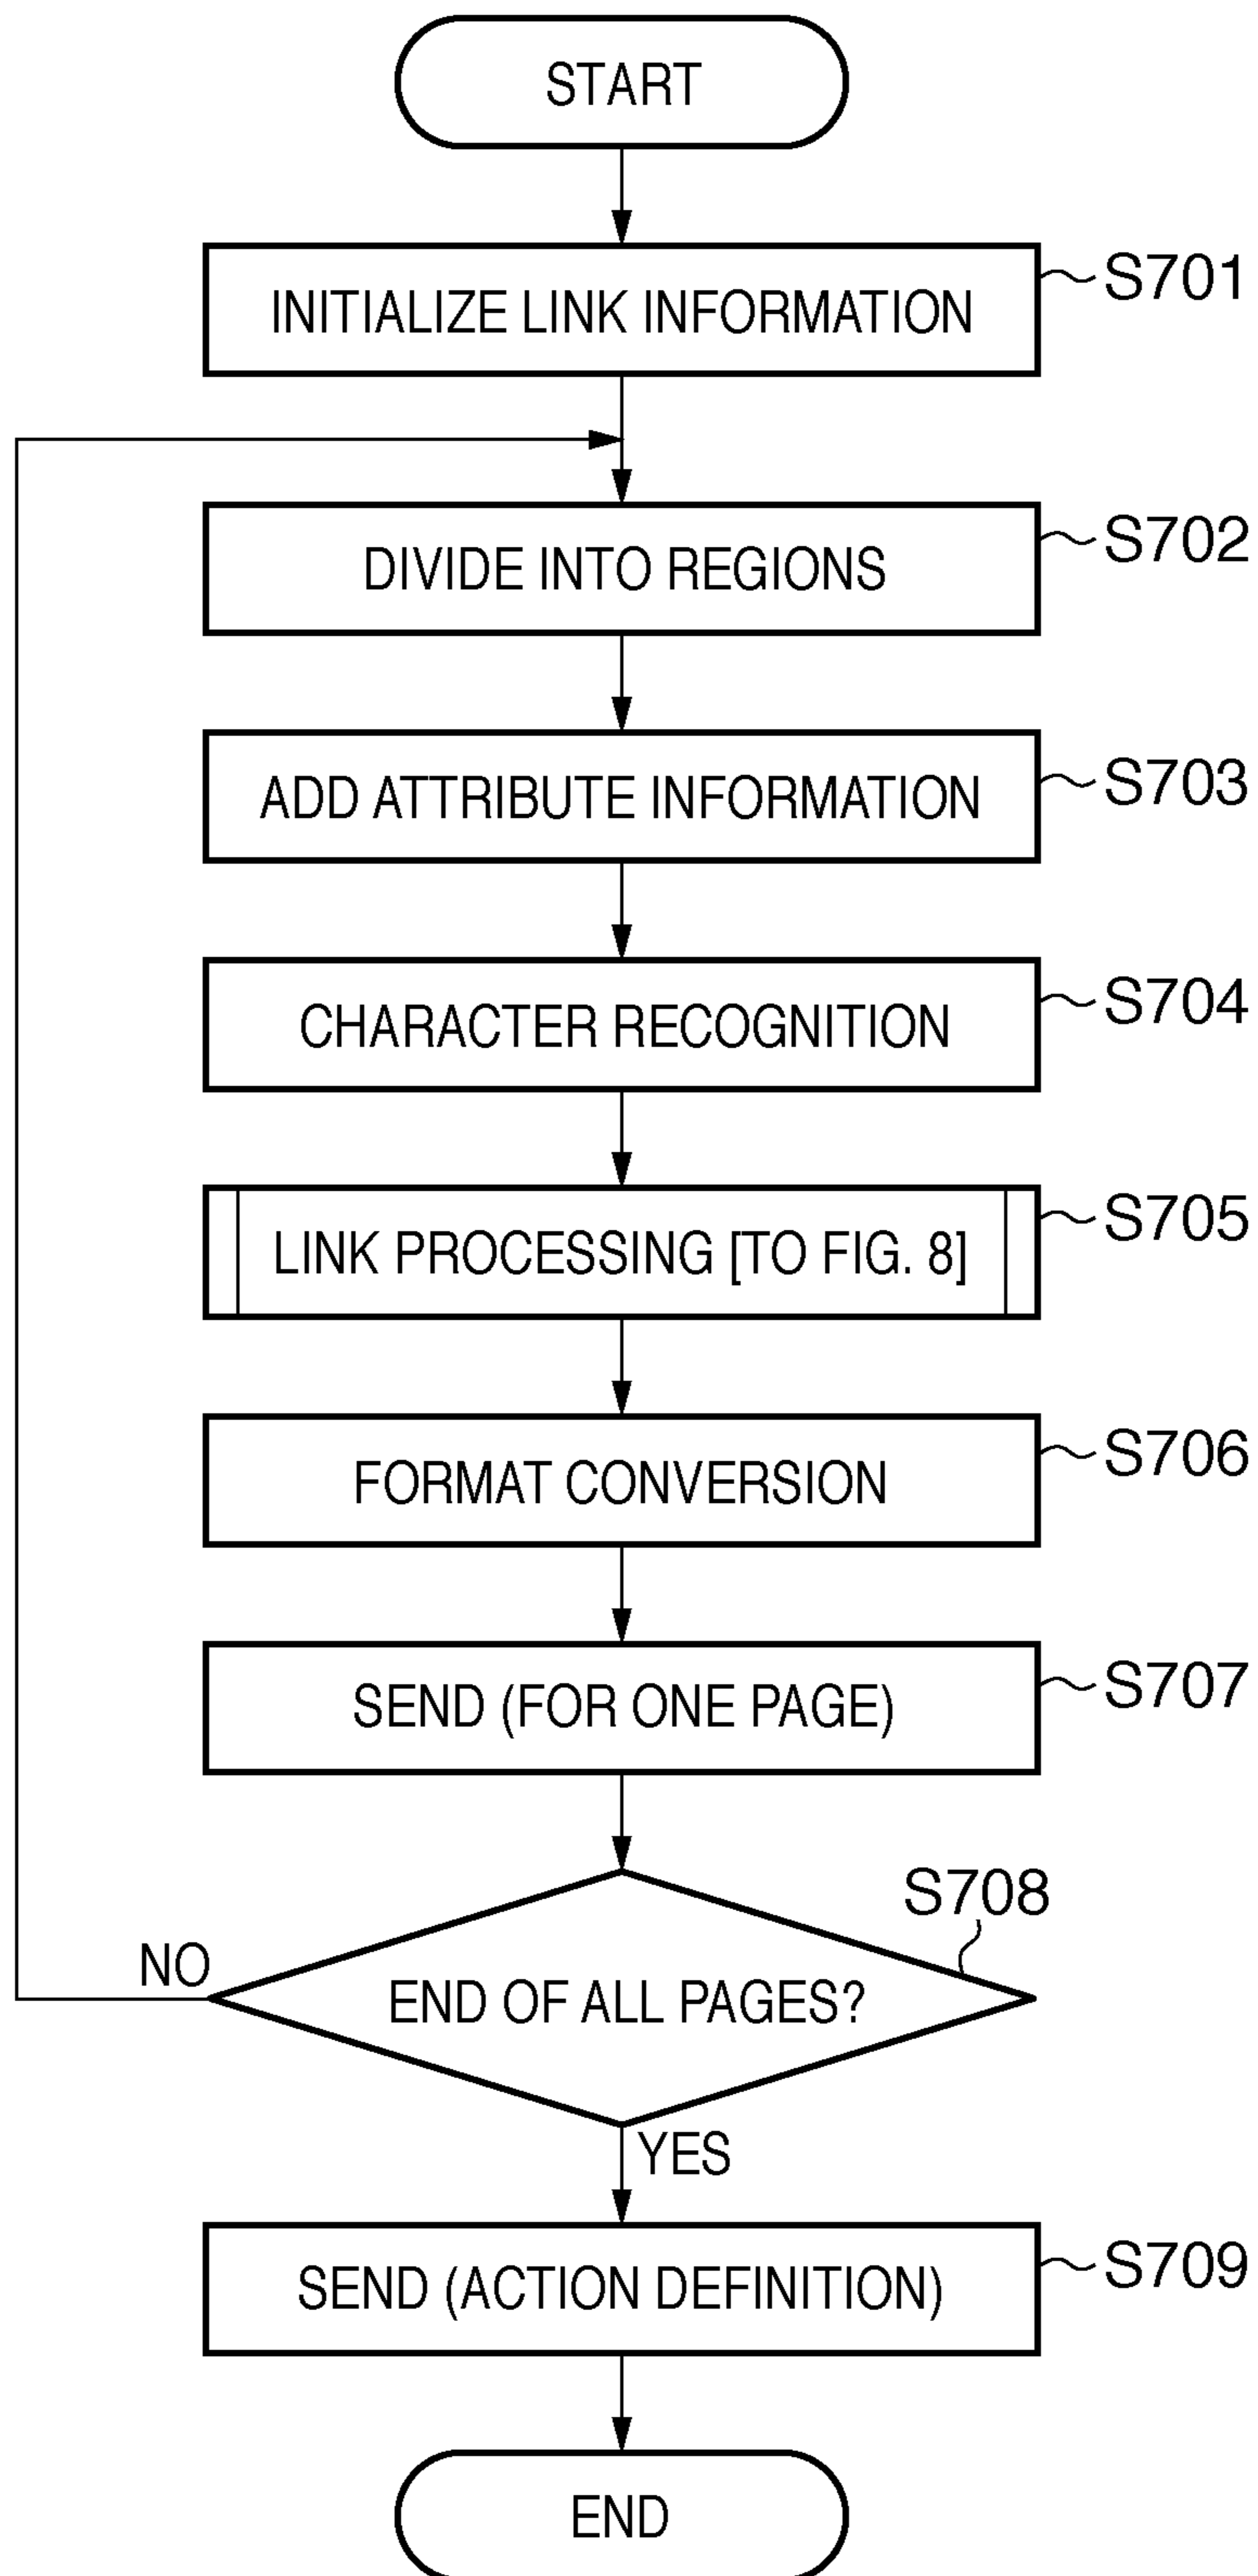 START
INITIALIZE LINK INFORMATION
S701
DIVIDE INTO REGIONS
S702
ADD ATTRIBUTE INFORMATION
S703
CHARACTER RECOGNITION
S704
LINK PROCESSING [TO FIG. 8]
S705
FORMAT CONVERSION
S706
SEND (FOR ONE PAGE)
S707
S708
NO
END OF ALL PAGES?
YES
SEND (ACTION DEFINITION)
S709
END